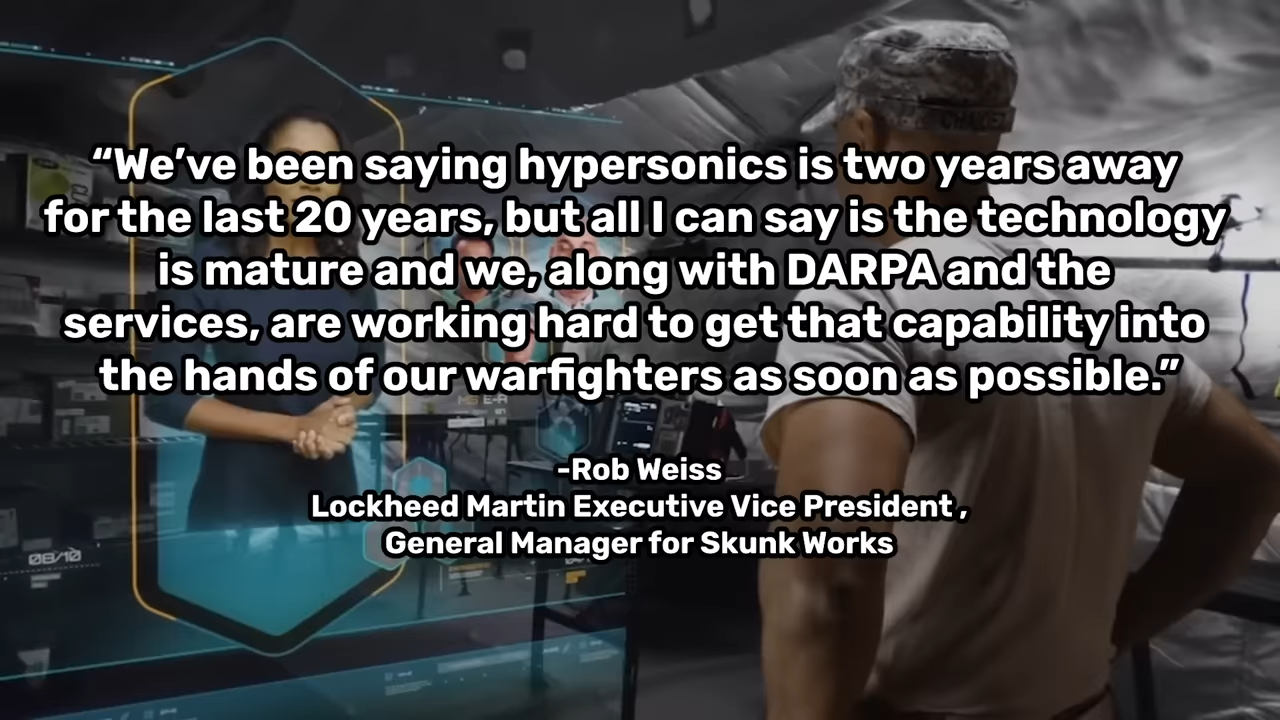 “We’ve been saying hypersonics is two years away
for the last 20 years, but all I can say is the technology
is mature and we, along with DARPA and the
services, are working hard to get that capability into
the hands of our warfighters as soon as possible.”
-Rob Weiss
Lockheed Martin Executive Vice President ,
General Manager for Skunk Works
08/10